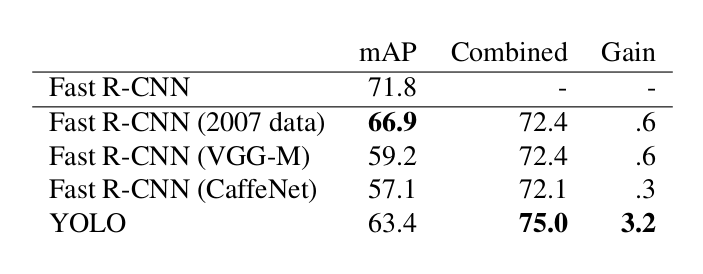 mAP Combined Gain
Fast R-CNN 71.8 - -
Fast R-CNN (2007 data) 66.9 72.4 .6
Fast R-CNN (VGG-M) 59.2 72.4 .6
Fast R-CNN (CaffeNet) 57.1 72.1 .3
YOLO 63.4 75.0 3.2